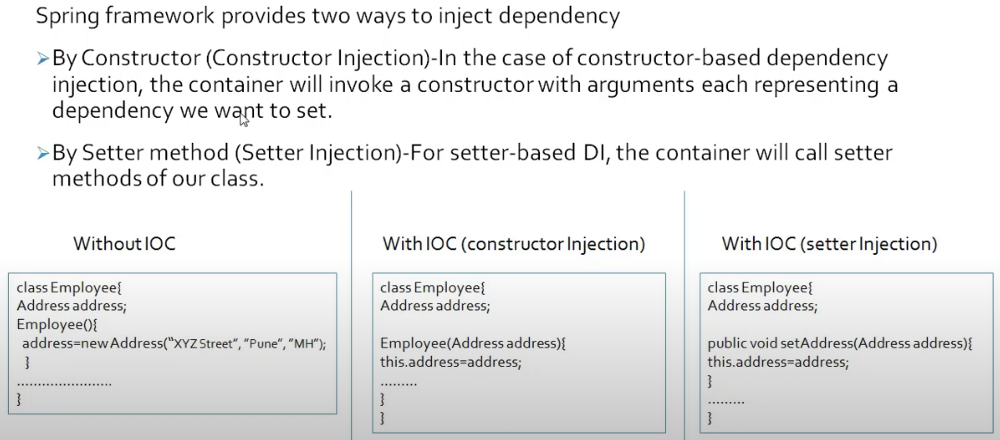 Spring framework provides two ways to inject dependency
➢By Constructor (Constructor Injection)-In the case of constructor-based dependency
injection, the container will invoke a constructor with arguments each representing a
dependency we want to set.
➢By Setter method (Setter Injection)-For setter-based DI, the container will call setter
methods of our class.
Without IOC
class Employee{
Address address;
Employee(){
address=new Address(“XYZ Street”, ”Pune”, ”MH”);
}
.......................
}
With IOC (constructor Injection)
class Employee{
Address address;
Employee(Address address){
this.address=address;
.........
}
}
With IOC (setter Injection)
class Employee{
Address address;
public void setAddress(Address address){
this.address=address;
}
.........
}